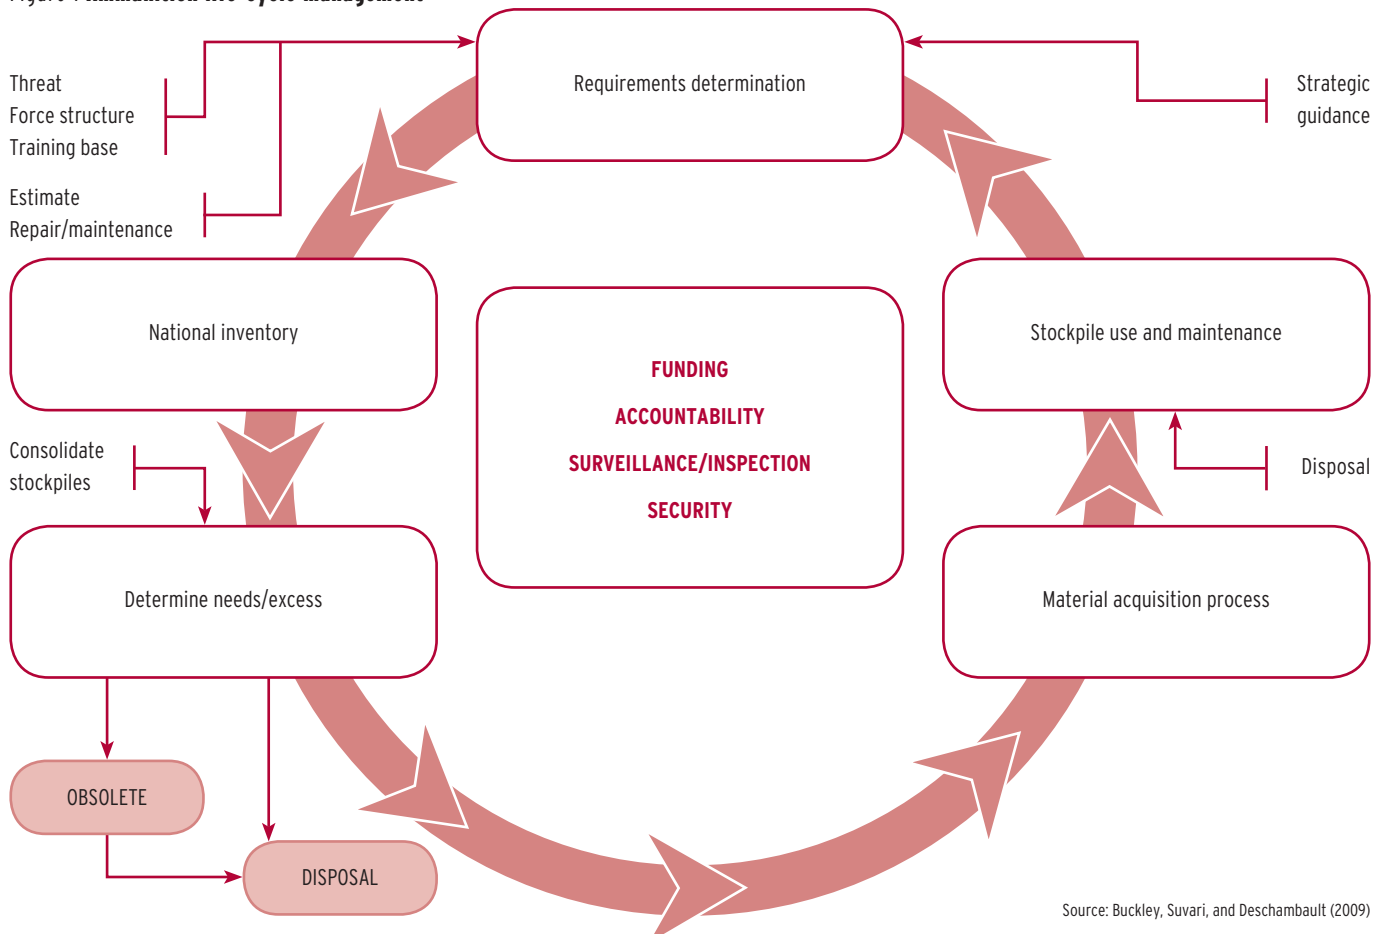 Requirements determination
Threat
Force structure
Training base
Strategic
guidance
Estimate
Repair/maintenance
National inventory
Stockpile use and maintenance
FUNDING
ACCOUNTABILITY
SURVEILLANCE/INSPECTION
SECURITY
Consolidate
stockpiles
Disposal
Determine needs/excess
Material acquisition process
OBSOLETE
DISPOSAL
Source: Buckley, Suvari, and Deschambault (2009)